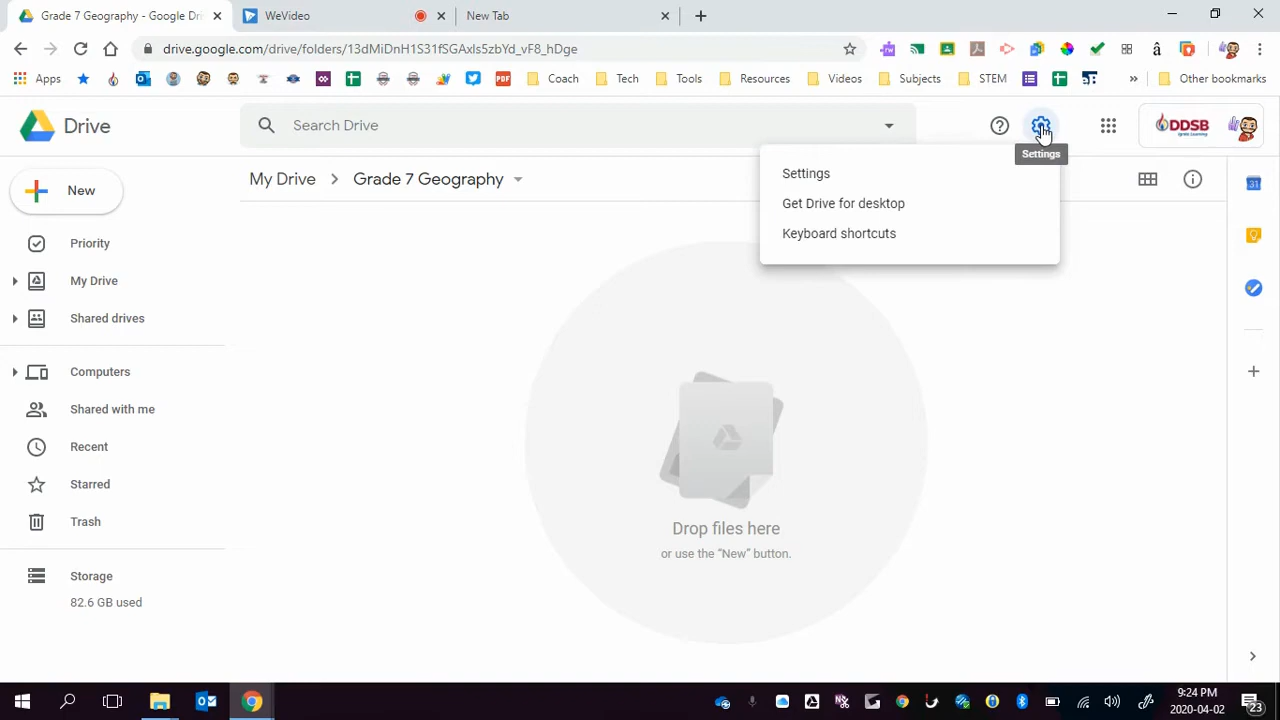 Grade 7 Geography - Google Dri
WeVideo
New Tab
drive.google.com/drive/folders/13dMiDnH1S31fSGAxls5zbYd_vF8_hDge
Apps
Coach
Tech
Tools
Resources
Videos
Subjects
STEM
»
Other bookmarks
Drive
Search Drive
DDSB
Settings
New
My Drive
Grade 7 Geography
Settings
Get Drive for desktop
Keyboard shortcuts
Priority
My Drive
Shared drives
Computers
Shared with me
Recent
Starred
Trash
Storage
82.6 GB used
Drop files here
or use the “New” button.
9:24 PM
2020-04-02
23